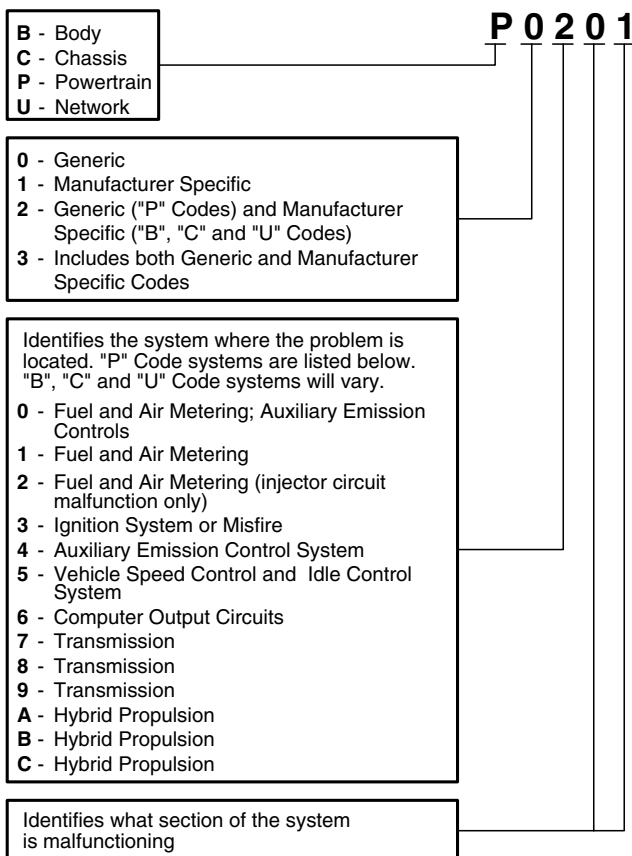 P 0 2 0 1
B - Body
C - Chassis
P - Powertrain
U - Network
0 - Generic
1 - Manufacturer Specific
2 - Generic ("P" Codes) and Manufacturer
Specific ("B", "C" and "U" Codes)
3 - Includes both Generic and Manufacturer
Specific Codes
Identifies the system where the problem is
located. "P" Code systems are listed below.
"B", "C" and "U" Code systems will vary.
0 - Fuel and Air Metering; Auxiliary Emission
Controls
1 - Fuel and Air Metering
2 - Fuel and Air Metering (injector circuit
malfunction only)
3 - Ignition System or Misfire
4 - Auxiliary Emission Control System
5 - Vehicle Speed Control and Idle Control
System
6 - Computer Output Circuits
7 - Transmission
8 - Transmission
9 - Transmission
A - Hybrid Propulsion
B - Hybrid Propulsion
C - Hybrid Propulsion
Identifies what section of the system
is malfunctioning